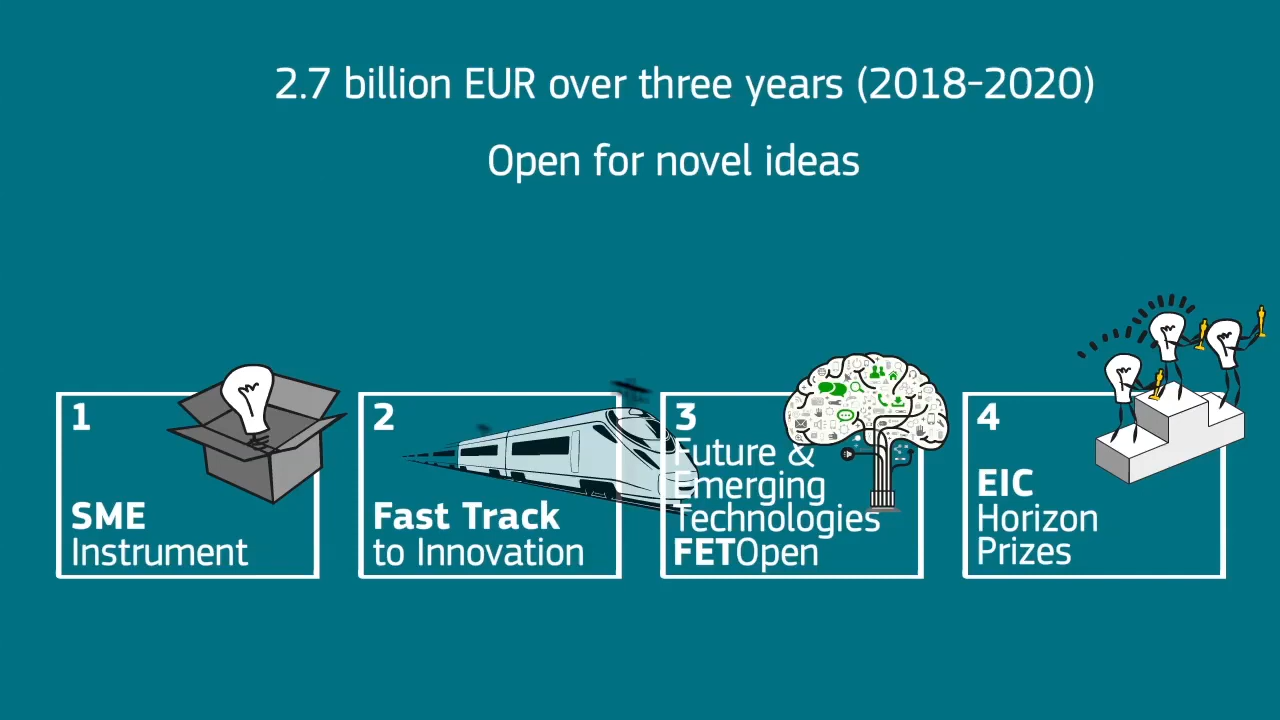 2.7 billion EUR over three years (2018-2020)
Open for novel ideas
1
SME
Instrument
2
Fast Track
to Innovation
3
Future &
Emerging
Technologies
FETOpen
4
EIC
Horizon
Prizes